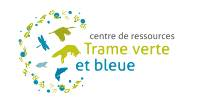 centre de ressources
Trame verte
et bleue